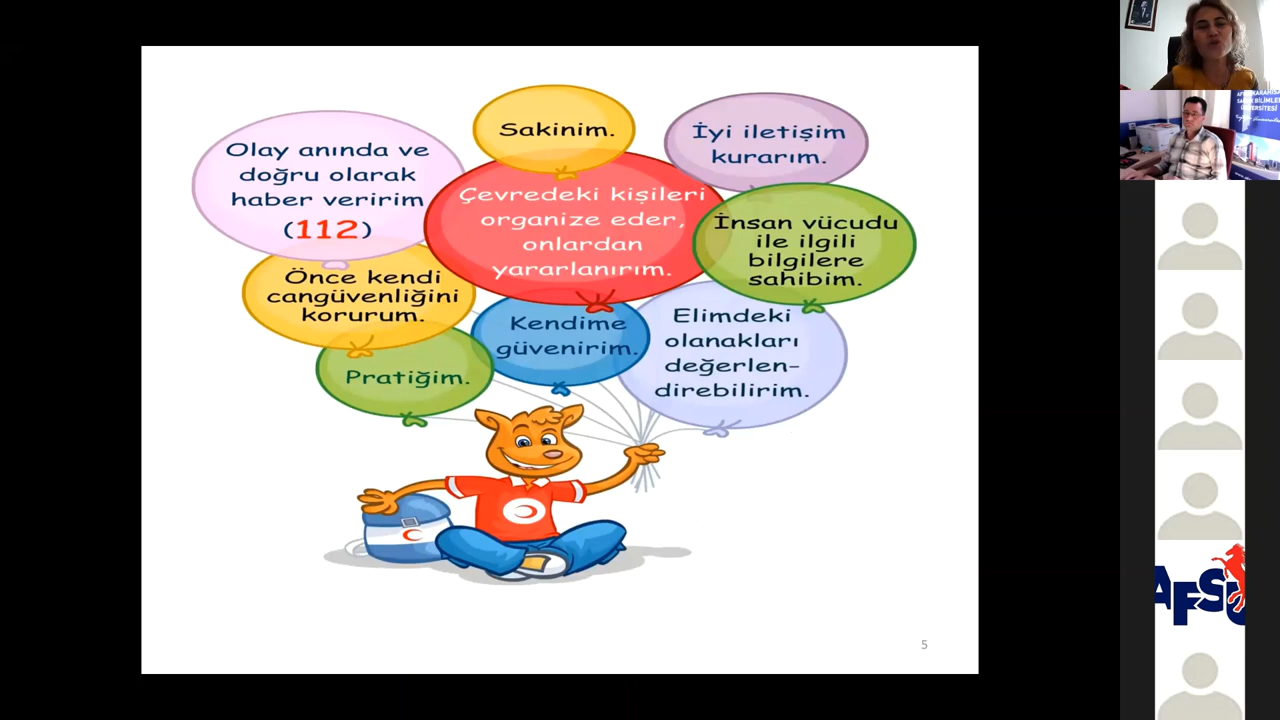 Sakinim.
İyi iletişim
kurarım.
Olay anında ve
doğru olarak
haber veririm
(112)
Çevredeki kişileri
organize eder,
onlardan
yararlanırım.
İnsan vücudu
ile ilgili
bilgilere
sahibim.
Önce kendi
cangüvenliğini
korurum.
Kendime
güvenirim.
Elimdeki
olanakları
değerlen-
direbilirim.
Pratiğim.
5
AFSU